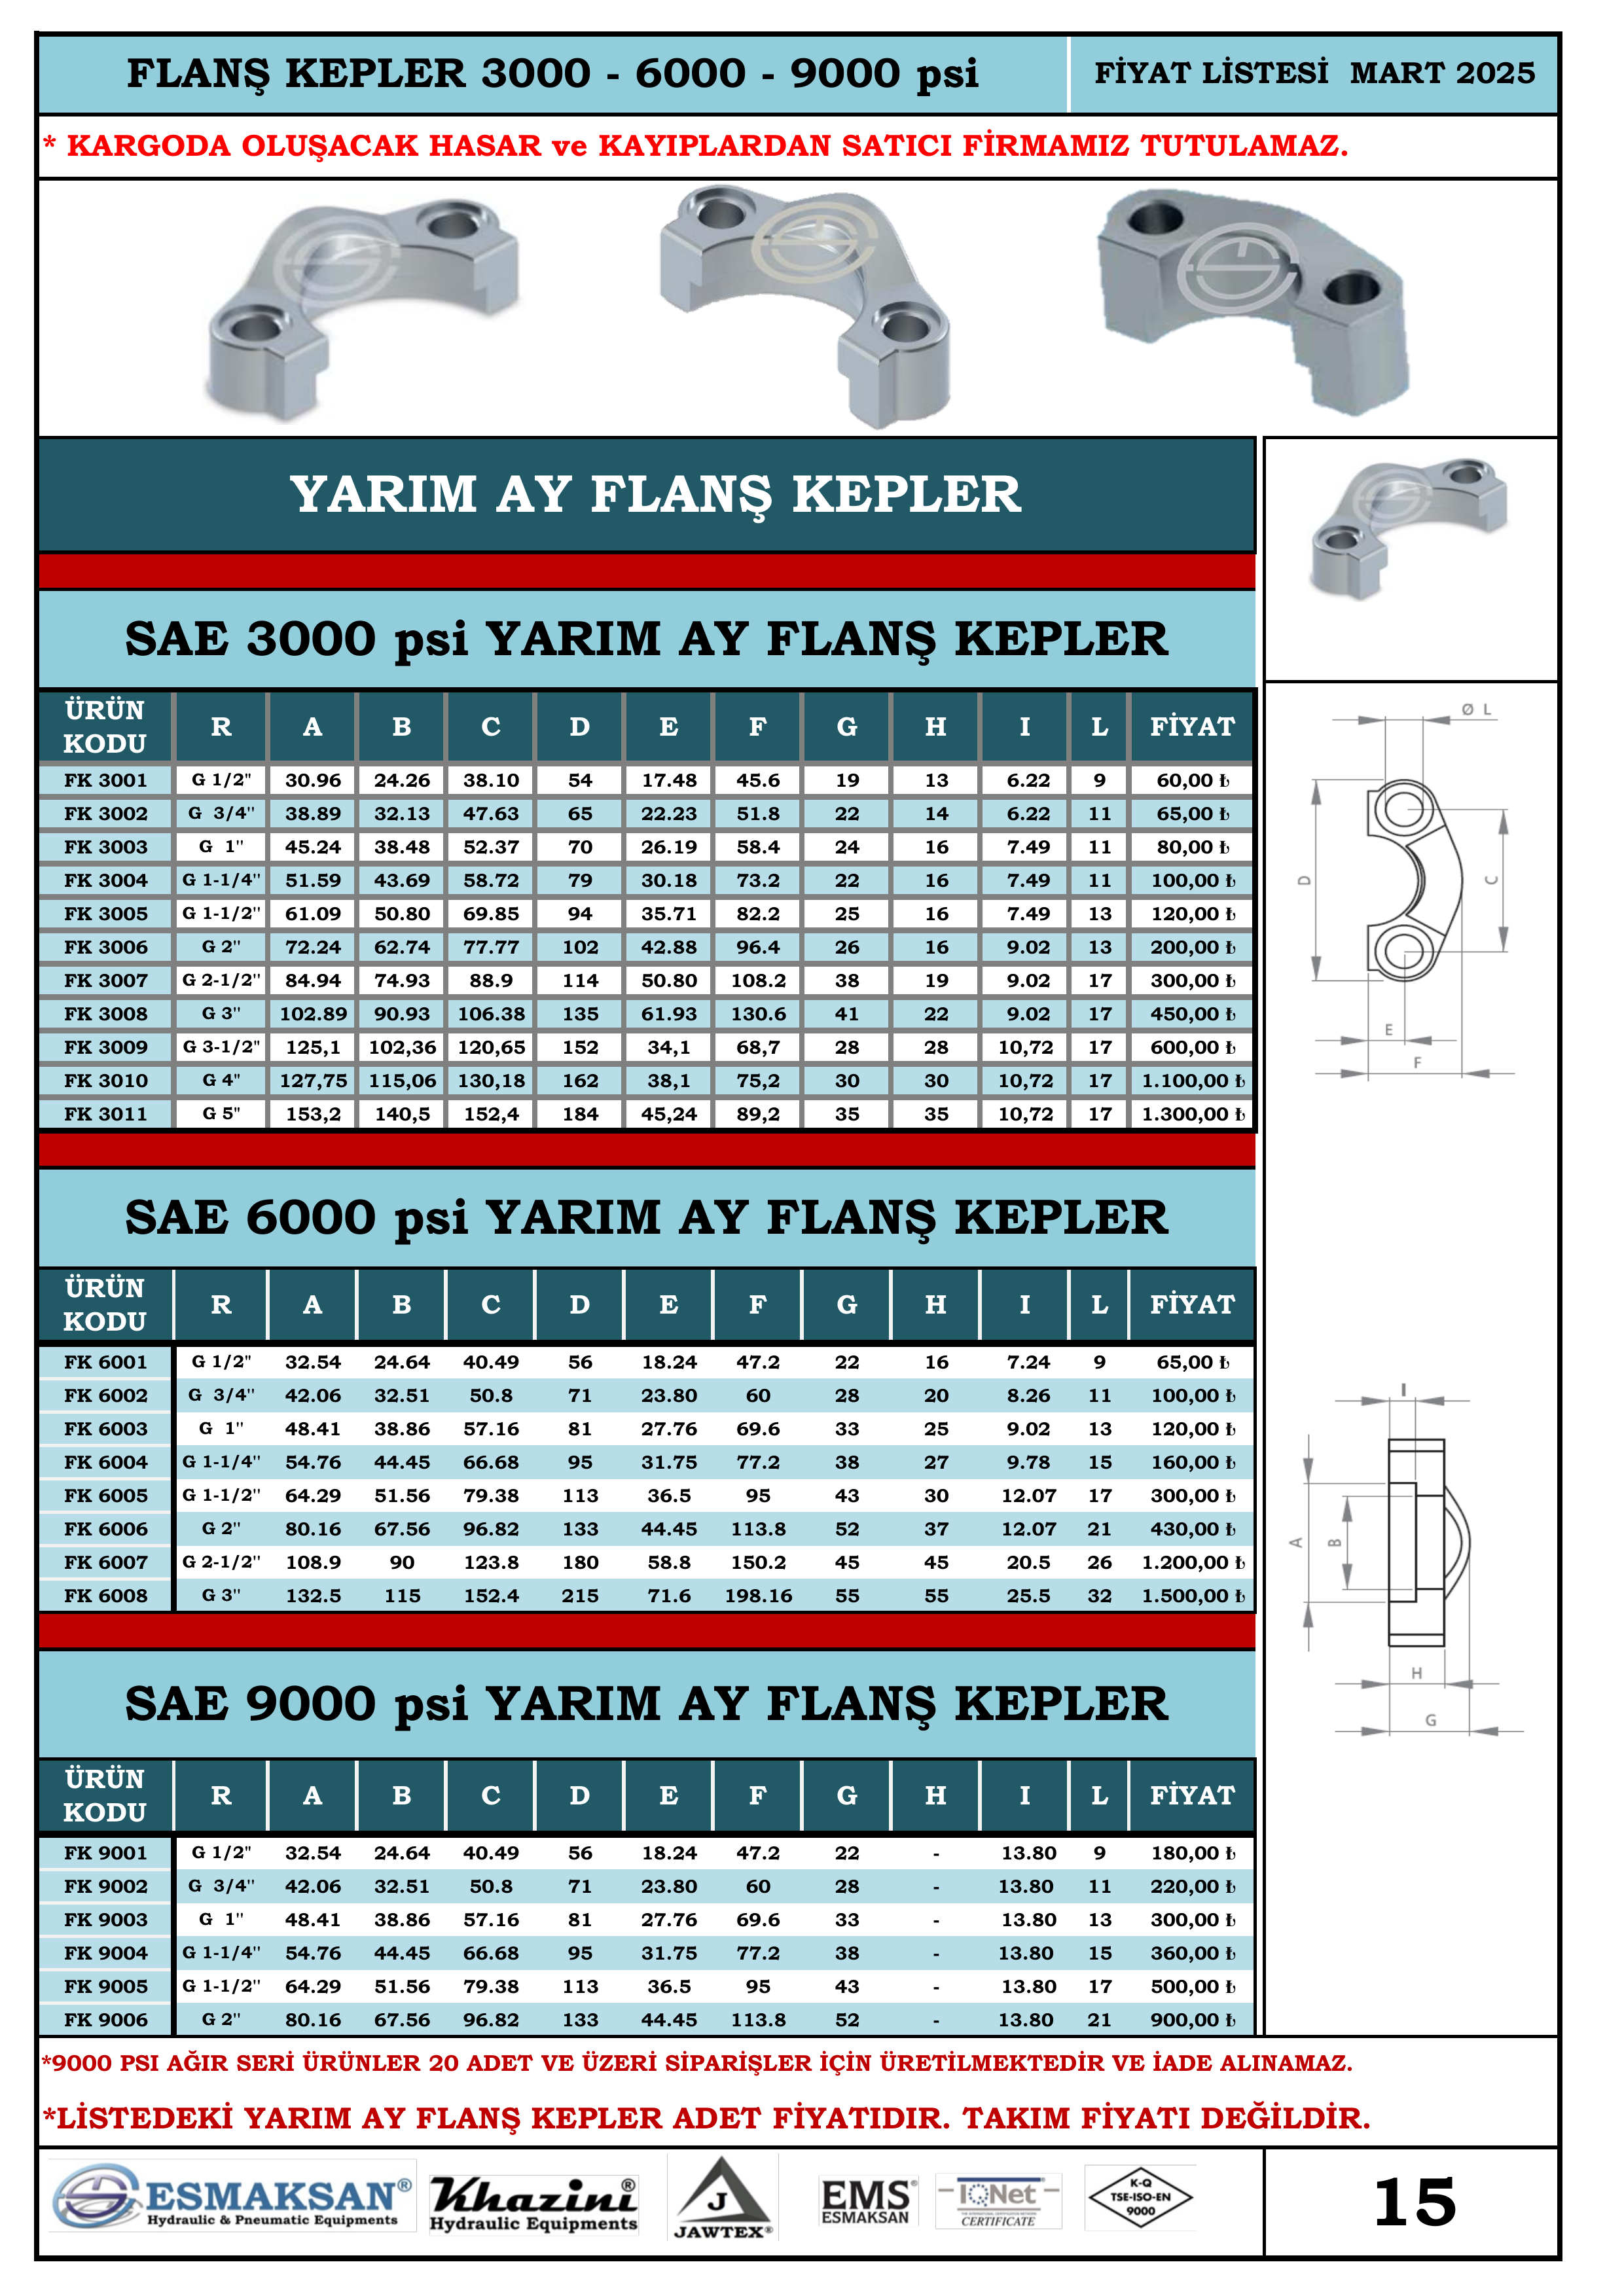 FLANŞ KEPLER 3000 - 6000 - 9000 psi
FİYAT LİSTESİ  MART 2025
* KARGODA OLUŞACAK HASAR ve KAYIPLARDAN SATICI FİRMAMIZ TUTULAMAZ.
YARIM AY FLANŞ KEPLER
SAE 3000 psi YARIM AY FLANŞ KEPLER
ÜRÜN KODU R A B C D E F G H I L FİYAT
FK 3001 G 1/2" 30.96 24.26 38.10 54 17.48 45.6 19 13 6.22 9 60,00 ₺
FK 3002 G 3/4" 38.89 32.13 47.63 65 22.23 51.8 22 14 6.22 11 65,00 ₺
FK 3003 G 1" 45.24 38.48 52.37 70 26.19 58.4 24 16 7.49 11 80,00 ₺
FK 3004 G 1-1/4" 51.59 43.69 58.72 79 30.18 73.2 22 16 7.49 11 100,00 ₺
FK 3005 G 1-1/2" 61.09 50.80 69.85 94 35.71 82.2 25 16 7.49 13 120,00 ₺
FK 3006 G 2" 72.24 62.74 77.77 102 42.88 96.4 26 16 9.02 13 200,00 ₺
FK 3007 G 2-1/2" 84.94 74.93 88.9 114 50.80 108.2 38 19 9.02 17 300,00 ₺
FK 3008 G 3" 102.89 90.93 106.38 135 61.93 130.6 41 22 9.02 17 450,00 ₺
FK 3009 G 3-1/2" 125,1 102,36 120,65 152 34,1 68,7 28 28 10,72 17 600,00 ₺
FK 3010 G 4" 127,75 115,06 130,18 162 38,1 75,2 30 30 10,72 17 1.100,00 ₺
FK 3011 G 5" 153,2 140,5 152,4 184 45,24 89,2 35 35 10,72 17 1.300,00 ₺
SAE 6000 psi YARIM AY FLANŞ KEPLER
ÜRÜN KODU R A B C D E F G H I L FİYAT
FK 6001 G 1/2" 32.54 24.64 40.49 56 18.24 47.2 22 16 7.24 9 65,00 ₺
FK 6002 G 3/4" 42.06 32.51 50.8 71 23.80 60 28 20 8.26 11 100,00 ₺
FK 6003 G 1" 48.41 38.86 57.16 81 27.76 69.6 33 25 9.02 13 120,00 ₺
FK 6004 G 1-1/4" 54.76 44.45 66.68 95 31.75 77.2 38 27 9.78 15 160,00 ₺
FK 6005 G 1-1/2" 64.29 51.56 79.38 113 36.5 95 43 30 12.07 17 300,00 ₺
FK 6006 G 2" 80.16 67.56 96.82 133 44.45 113.8 52 37 12.07 21 430,00 ₺
FK 6007 G 2-1/2" 108.9 90 123.8 180 58.8 150.2 45 45 20.5 26 1.200,00 ₺
FK 6008 G 3" 132.5 115 152.4 215 71.6 198.16 55 55 25.5 32 1.500,00 ₺
SAE 9000 psi YARIM AY FLANŞ KEPLER
ÜRÜN KODU R A B C D E F G H I L FİYAT
FK 9001 G 1/2" 32.54 24.64 40.49 56 18.24 47.2 22 - 13.80 9 180,00 ₺
FK 9002 G 3/4" 42.06 32.51 50.8 71 23.80 60 28 - 13.80 11 220,00 ₺
FK 9003 G 1" 48.41 38.86 57.16 81 27.76 69.6 33 - 13.80 13 300,00 ₺
FK 9004 G 1-1/4" 54.76 44.45 66.68 95 31.75 77.2 38 - 13.80 15 360,00 ₺
FK 9005 G 1-1/2" 64.29 51.56 79.38 113 36.5 95 43 - 13.80 17 500,00 ₺
FK 9006 G 2" 80.16 67.56 96.82 133 44.45 113.8 52 - 13.80 21 900,00 ₺
Ø L
D
C
E
F
I
A
B
H
G
*9000 PSI AĞIR SERİ ÜRÜNLER 20 ADET VE ÜZERİ SİPARİŞLER İÇİN ÜRETİLMEKTEDİR VE İADE ALINAMAZ.
*LİSTEDEKİ YARIM AY FLANŞ KEPLER ADET FİYATIDIR. TAKIM FİYATI DEĞİLDİR.
ESMAKSAN®
Hydraulic & Pneumatic Equipments
Khazini®
Hydraulic Equipments
J
JAWTEX®
EMS®
ESMAKSAN
IQNet
CERTIFICATE
K-Q
TSE-ISO-EN
9000
15